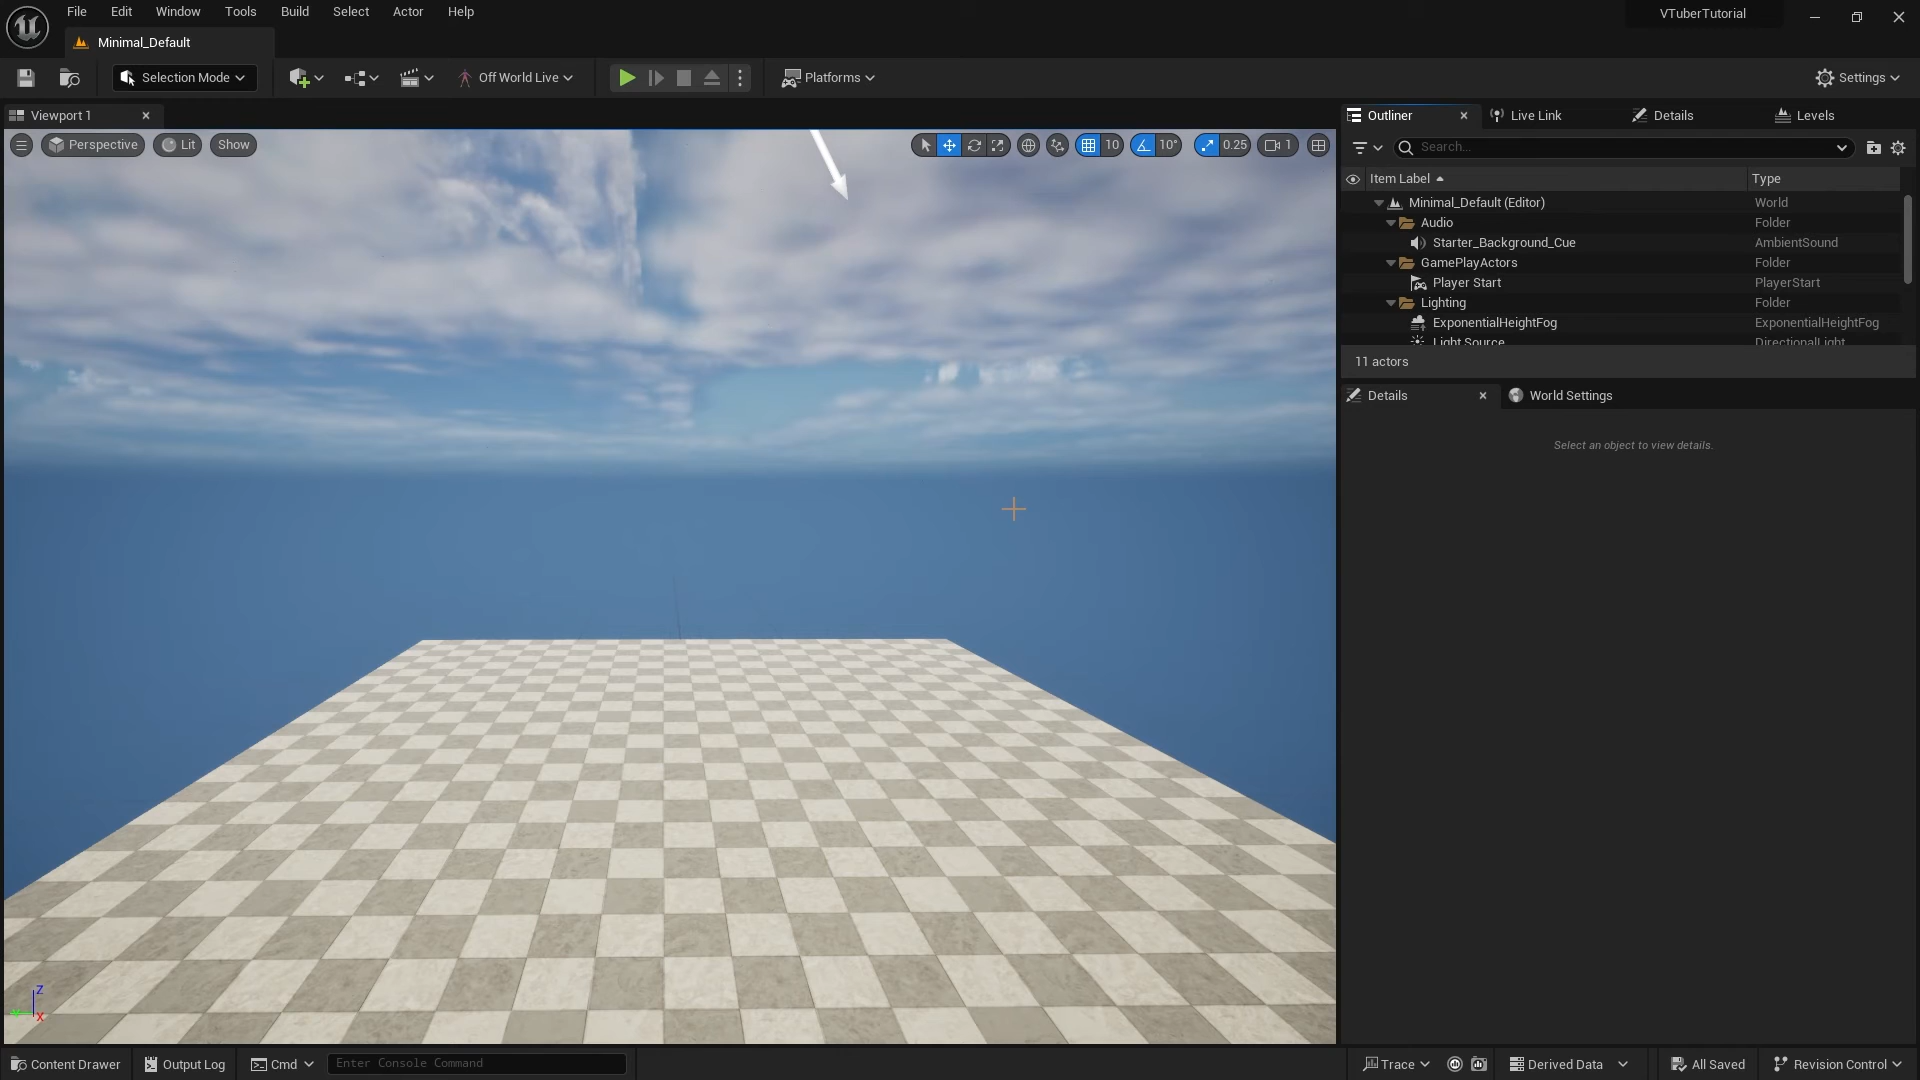 File Edit Window Tools Build Select Actor Help
VTuberTutorial
Minimal_Default
Selection Mode
Off World Live
Platforms
Settings
Viewport 1
Perspective
Lit
Show
10
10°
0.25
1
Outliner
Live Link
Details
Levels
Search...
Item Label
Type
Minimal_Default (Editor) World
Audio Folder
Starter_Background_Cue AmbientSound
GamePlayActors Folder
Player Start PlayerStart
Lighting Folder
ExponentialHeightFog ExponentialHeightFog
Light Source DirectionalLight
11 actors
Details
World Settings
Select an object to view details.
Z
Y
X
Content Drawer
Output Log
Cmd
Enter Console Command
Trace
Derived Data
All Saved
Revision Control